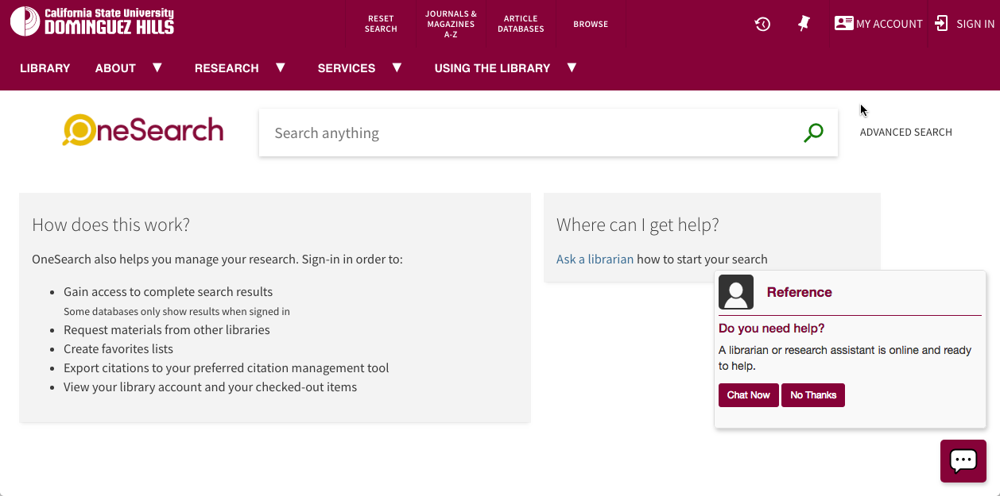 California State University
DOMINGUEZ HILLS
RESET
SEARCH
JOURNALS &
MAGAZINES
A-Z
ARTICLE
DATABASES
BROWSE
MY ACCOUNT
SIGN IN
LIBRARY
ABOUT
RESEARCH
SERVICES
USING THE LIBRARY
OneSearch
Search anything
ADVANCED SEARCH
How does this work?
OneSearch also helps you manage your research. Sign-in in order to:
• Gain access to complete search results
Some databases only show results when signed in
• Request materials from other libraries
• Create favorites lists
• Export citations to your preferred citation management tool
• View your library account and your checked-out items
Where can I get help?
Ask a librarian how to start your search
Reference
Do you need help?
A librarian or research assistant is online and ready
to help.
Chat Now
No Thanks